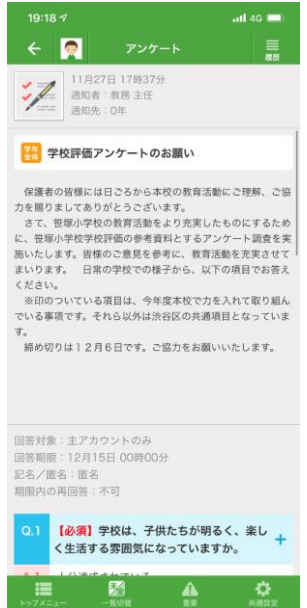 19:18
4G
アンケート
履歴
11月27日 17時37分
通知者：教務 主任
通知先：0年
学年
全体
学校評価アンケートのお願い
保護者の皆様には日ごろから本校の教育活動にご理解、ご協
力を賜りましてありがとうございます。
さて、笹塚小学校の教育活動をより充実したものにするため
に、笹塚小学校学校評価の参考資料とするアンケート調査を実
施いたします。皆様のご意見を参考に、教育活動を充実させて
まいります。 日常の学校での様子から、以下の項目でお答え
ください。
※印のついている項目は、今年度本校で力を入れて取り組ん
でいる事項です。それら以外は渋谷区の共通項目となっていま
す。
締め切りは１２月６日です。ご協力をお願いいたします。
回答対象：主アカウントのみ
回答期限：12月15日 00時00分
記名／匿名：匿名
期限内の再回答：不可
Q.1 【必須】学校は、子供たちが明るく、楽し
く生活する雰囲気になっていますか。 +
トップメニュー 一覧切替 重要 共通設定